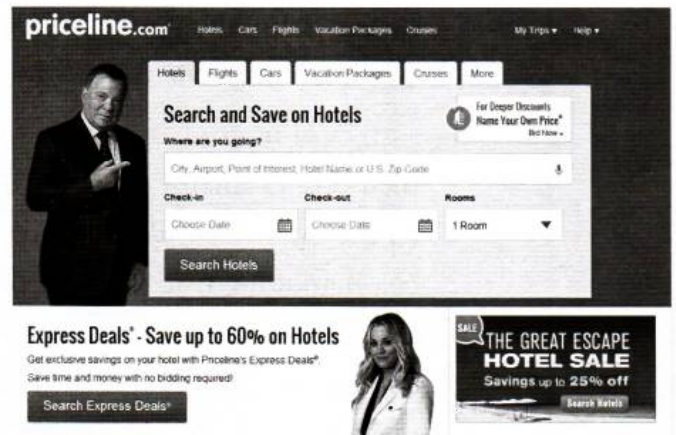 priceline.com
Hotels Cars Flights Vacation Packages Cruises My Trips Help
Hotels Flights Cars Vacation Packages Cruises More
Search and Save on Hotels
For Deeper Discounts
Name Your Own Price®
Bid Now
Where are you going?
City, Airport, Point of Interest, Hotel Name or U.S. Zip Code
Check-in Check-out Rooms
Choose Date Choose Date 1 Room
Search Hotels
Express Deals® - Save up to 60% on Hotels
Get exclusive savings on your hotel with Priceline's Express Deals®.
Save time and money with no bidding required!
Search Express Deals®
SALE
THE GREAT ESCAPE
HOTEL SALE
Savings up to 25% off
Search Hotels